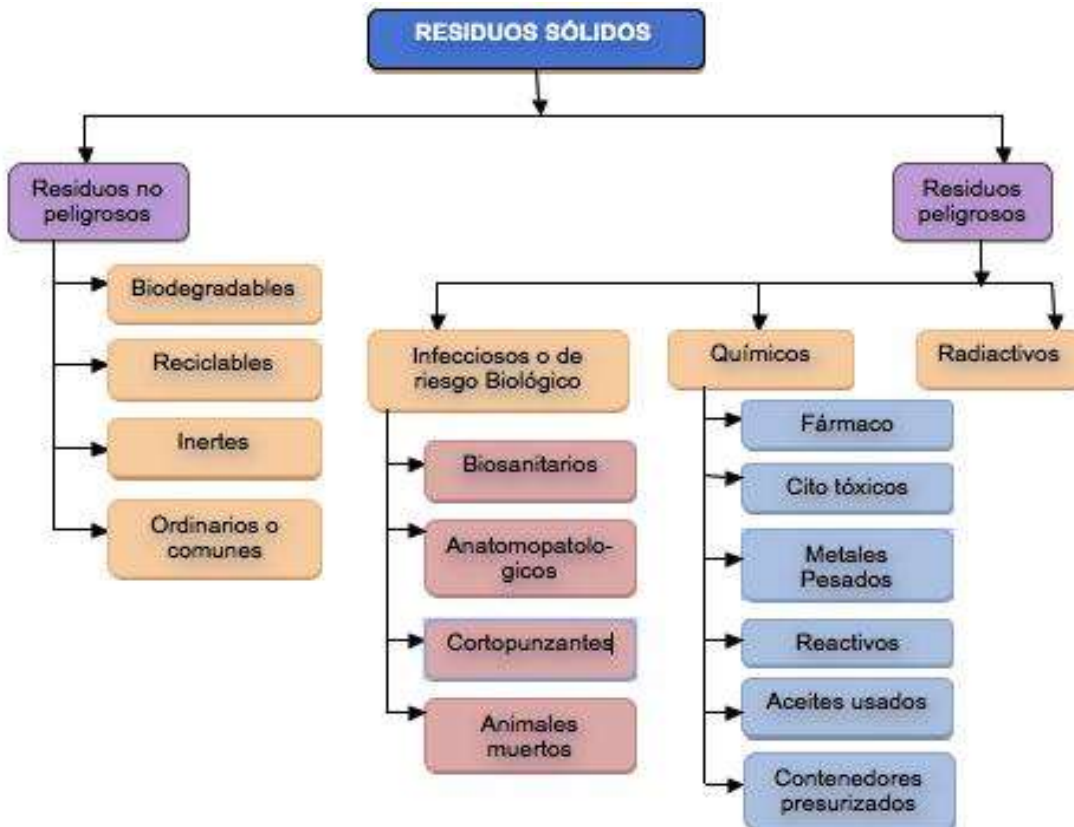 RESIDUOS SÓLIDOS
Residuos no
peligrosos
Biodegradables
Reciclables
Inertes
Ordinarios o
comunes
Residuos
peligrosos
Infecciosos o de
riesgo Biológico
Biosanitarios
Anatomopatolo-
gicos
Cortopunzantes
Animales
muertos
Químicos
Fármaco
Cito tóxicos
Metales
Pesados
Reactivos
Aceites usados
Contenedores
presurizados
Radiactivos